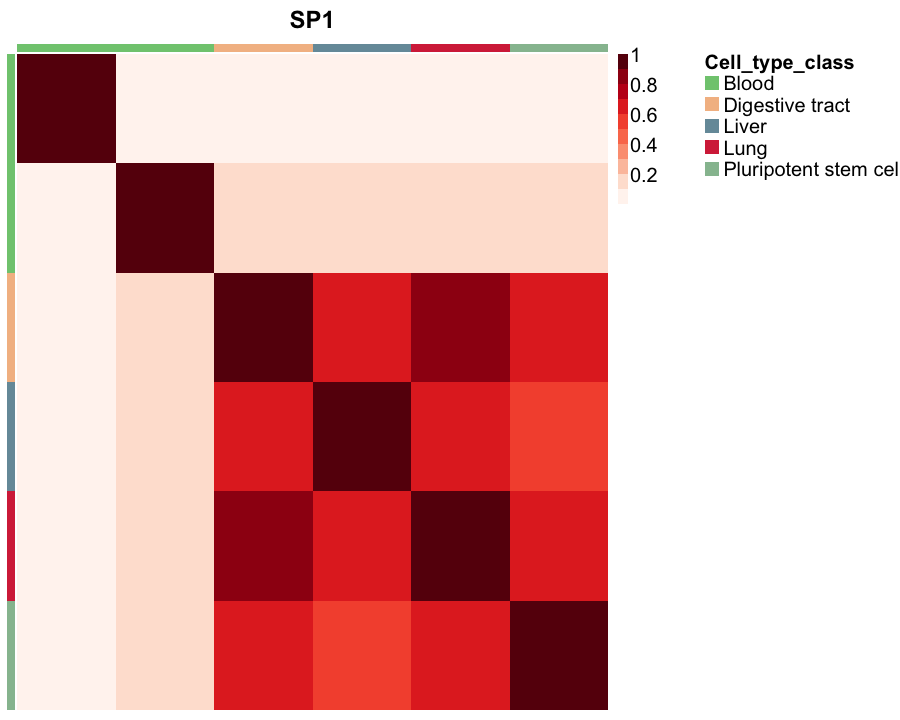 SP1
1
0.8
0.6
0.4
0.2
Cell_type_class
Blood
Digestive tract
Liver
Lung
Pluripotent stem cel